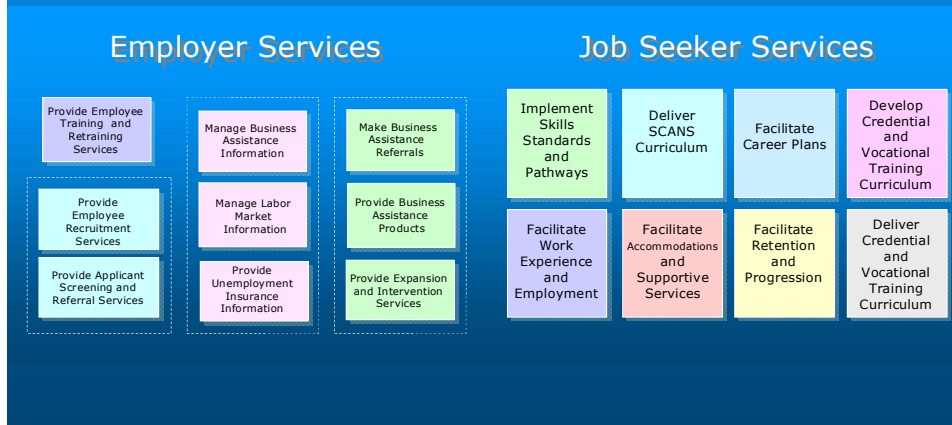 Employer Services
Provide Employee
Training and
Retraining
Services
Provide
Employee
Recruitment
Services
Provide Applicant
Screening and
Referral Services
Manage Business
Assistance
Information
Manage Labor
Market
Information
Provide
Unemployment
Insurance
Information
Make Business
Assistance
Referrals
Provide Business
Assistance
Products
Provide Expansion
and Intervention
Services
Job Seeker Services
Implement
Skills
Standards
and
Pathways
Deliver
SCANS
Curriculum
Facilitate
Career Plans
Develop
Credential
and
Vocational
Training
Curriculum
Facilitate
Work
Experience
and
Employment
Facilitate
Accommodations
and
Supportive
Services
Facilitate
Retention
and
Progression
Deliver
Credential
and
Vocational
Training
Curriculum